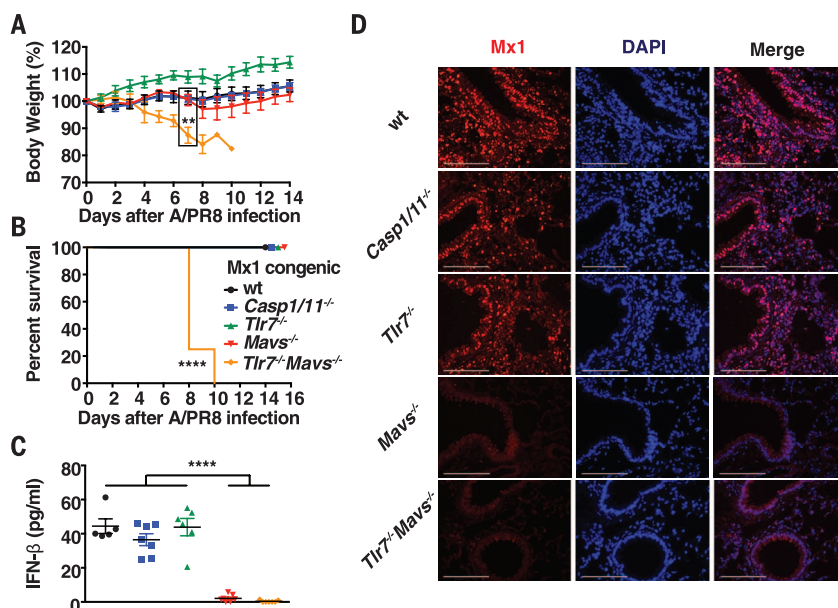 A
Body Weight (%)
120
110
100
90
80
70
**
0 2 4 6 8 10 12 14
Days after A/PR8 infection
B
Percent survival
100
80
60
40
20
0
Mx1 congenic
wt
Casp1/11-/-
Tlr7-/-
Mavs-/-
Tlr7-/-Mavs-/-
****
0 2 4 6 8 10 12 14 16
Days after A/PR8 infection
C
IFN-β (pg/ml)
80
60
40
20
0
****
D
Mx1 DAPI Merge
wt
Casp1/11-/-
Tlr7-/-
Mavs-/-
Tlr7-/-Mavs-/-